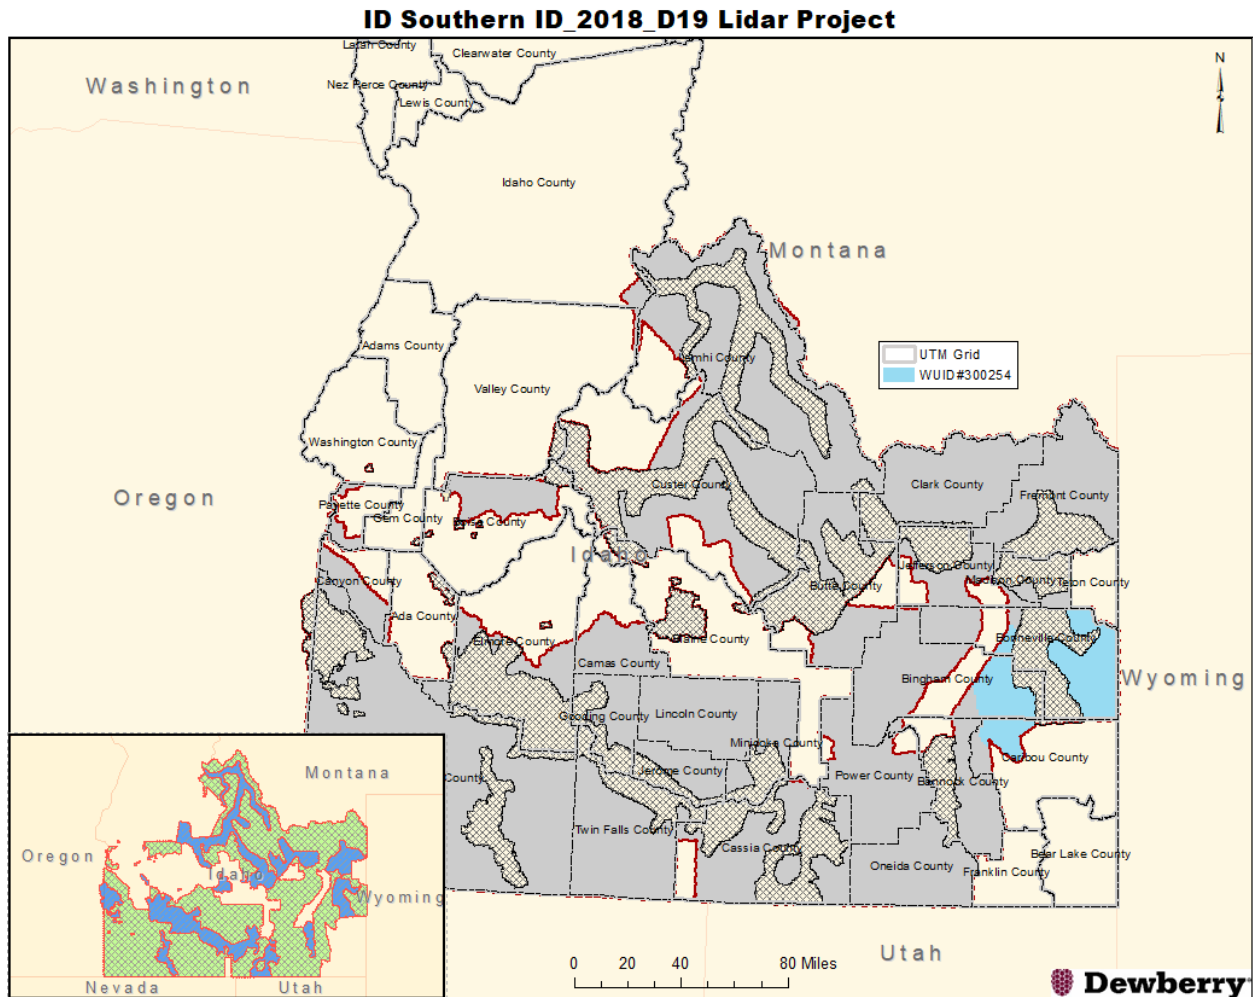 ID Southern ID_2018_D19 Lidar Project
Latah County
Clearwater County
Washington
Nez Perce County
Lewis County
N
Idaho County
Montana
Adams County
UTM Grid
Lemhi County
WUID#300254
Valley County
Washington County
Custer County
Clark County
Oregon
Fremont County
Payette County
Gem County
Boise County
Idaho
Jefferson County
Canyon County
Butte County
Madison County
Teton County
Ada County
Elmore County
Blaine County
Bonneville County
Camas County
Bingham County
Wyoming
Gooding County
Lincoln County
Minidoka County
Caribou County
Montana
Jerome County
Power County
Bannock County
County
Twin Falls County
Oregon
Cassia County
Bear Lake County
Idaho
Oneida County
Franklin County
Wyoming
Utah
0 20 40 80 Miles
Nevada
Utah
Dewberry